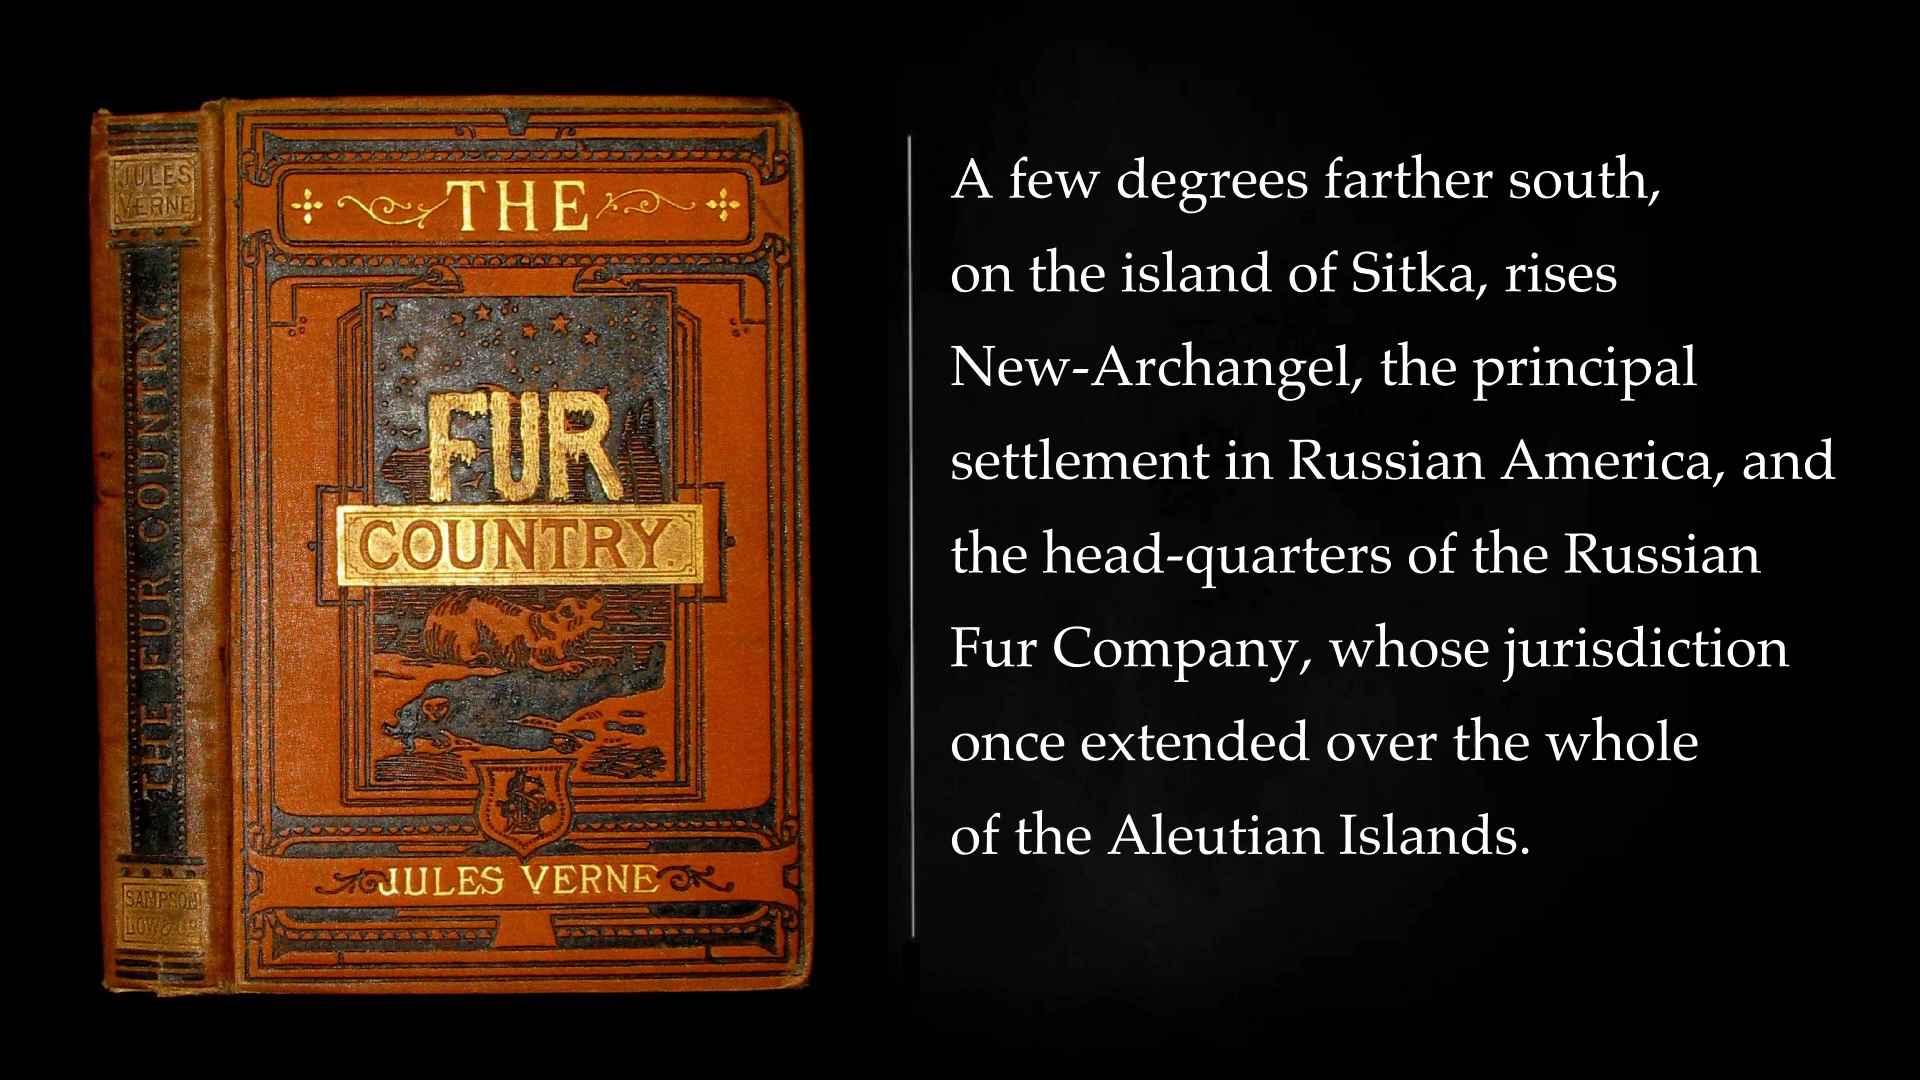 JULES
VERNE
THE FUR COUNTRY.
SAMPSON
LOW & Co
THE
FUR
COUNTRY.
JULES VERNE
A few degrees farther south,
on the island of Sitka, rises
New-Archangel, the principal
settlement in Russian America, and
the head-quarters of the Russian
Fur Company, whose jurisdiction
once extended over the whole
of the Aleutian Islands.